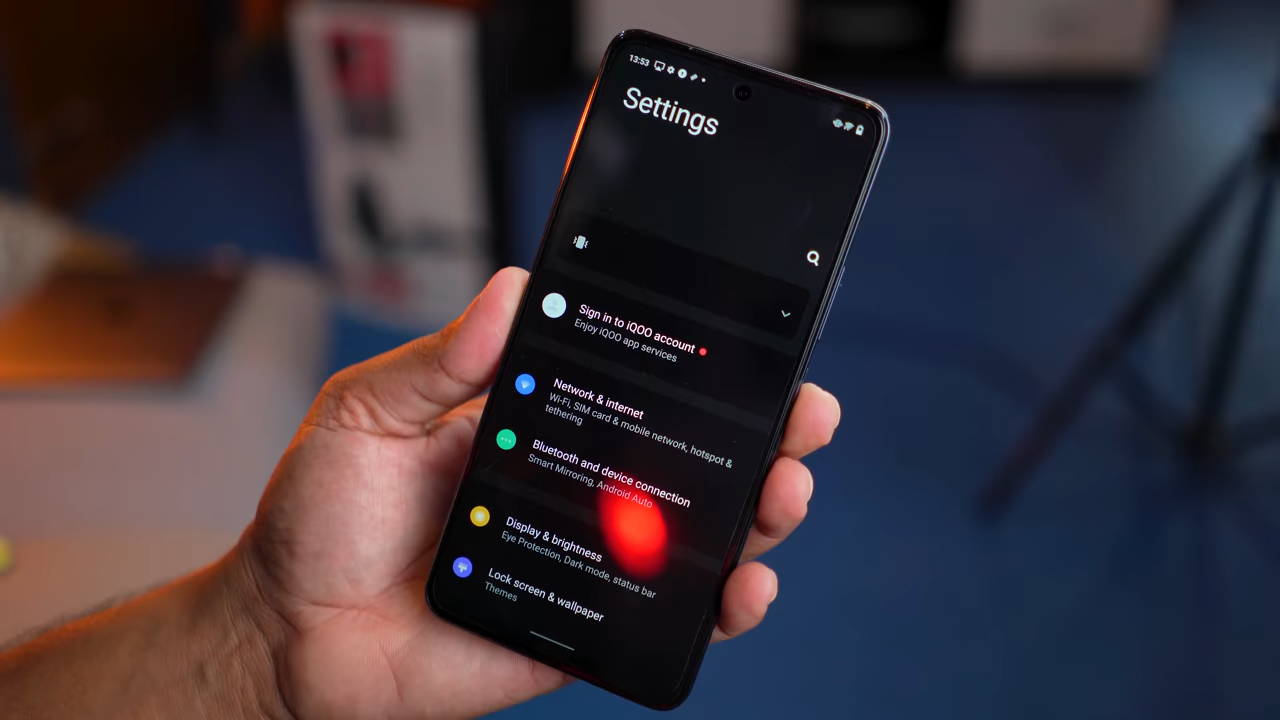 13:53
Settings
Sign in to iQOO account
Enjoy iQOO app services
Network & internet
Wi-Fi, SIM card & mobile network, hotspot &
tethering
Bluetooth and device connection
Smart Mirroring, Android Auto
Display & brightness
Eye Protection, Dark mode, status bar
Lock screen & wallpaper
Themes